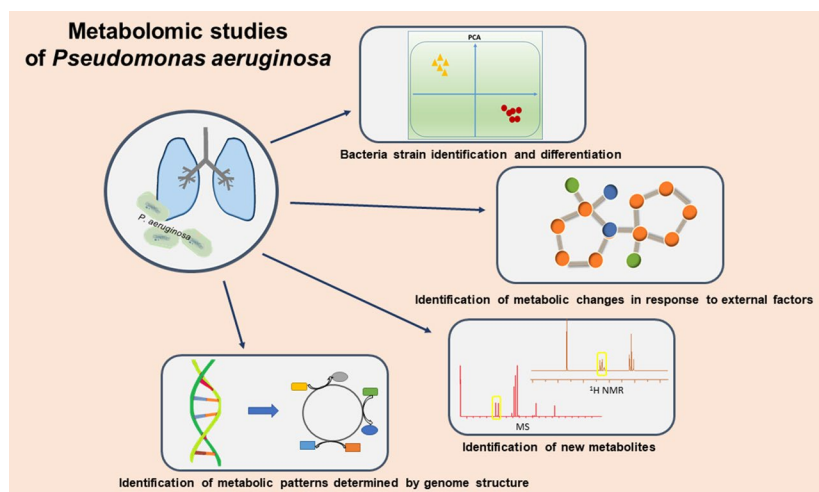 Metabolomic studies
of Pseudomonas aeruginosa
PCA
Bacteria strain identification and differentiation
P. aeruginosa
Identification of metabolic changes in response to external factors
¹H NMR
MS
Identification of new metabolites
Identification of metabolic patterns determined by genome structure